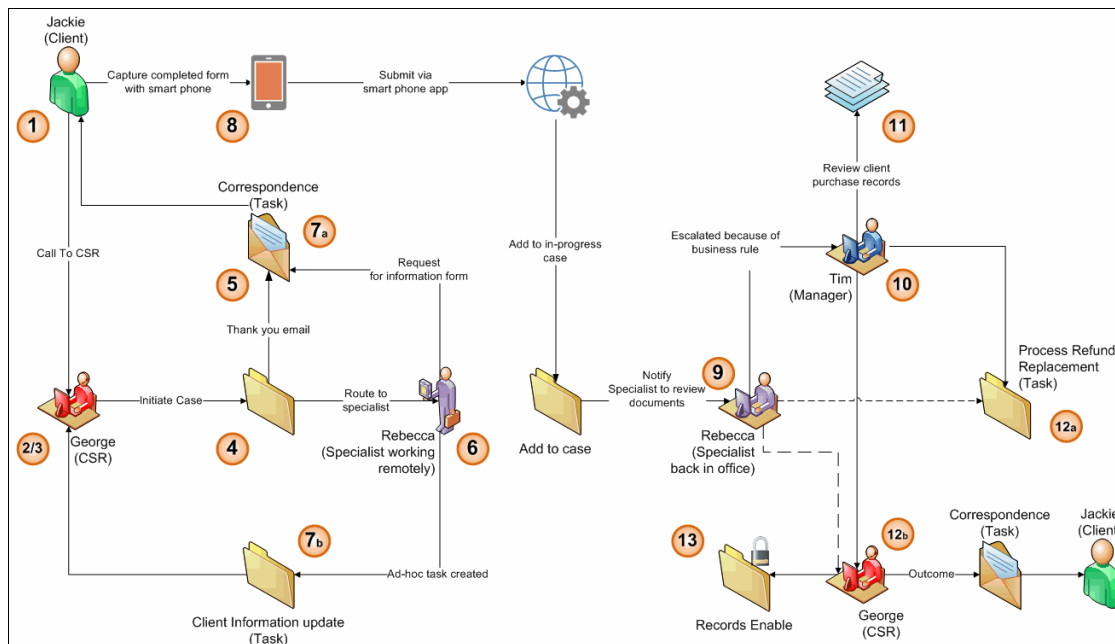 Jackie
(Client)
Capture completed form
with smart phone
Submit via
smart phone app
1
8
11
Review client
purchase records
Correspondence
(Task)
7a
Call To CSR
5
Request
for information form
Add to in-progress
case
Escalated because of
business rule
Tim
(Manager)
10
Thank you email
Process Refund
Replacement
(Task)
9
Notify
Specialist to review
documents
Initiate Case
Route to
specialist
2/3
George
(CSR)
4
Rebecca
(Specialist working
remotely)
6
Add to case
Rebecca
(Specialist
back in office)
12a
7b
Ad-hoc task created
Client Information update
(Task)
13
Records Enable
12b
George
(CSR)
Outcome
Correspondence
(Task)
Jackie
(Client